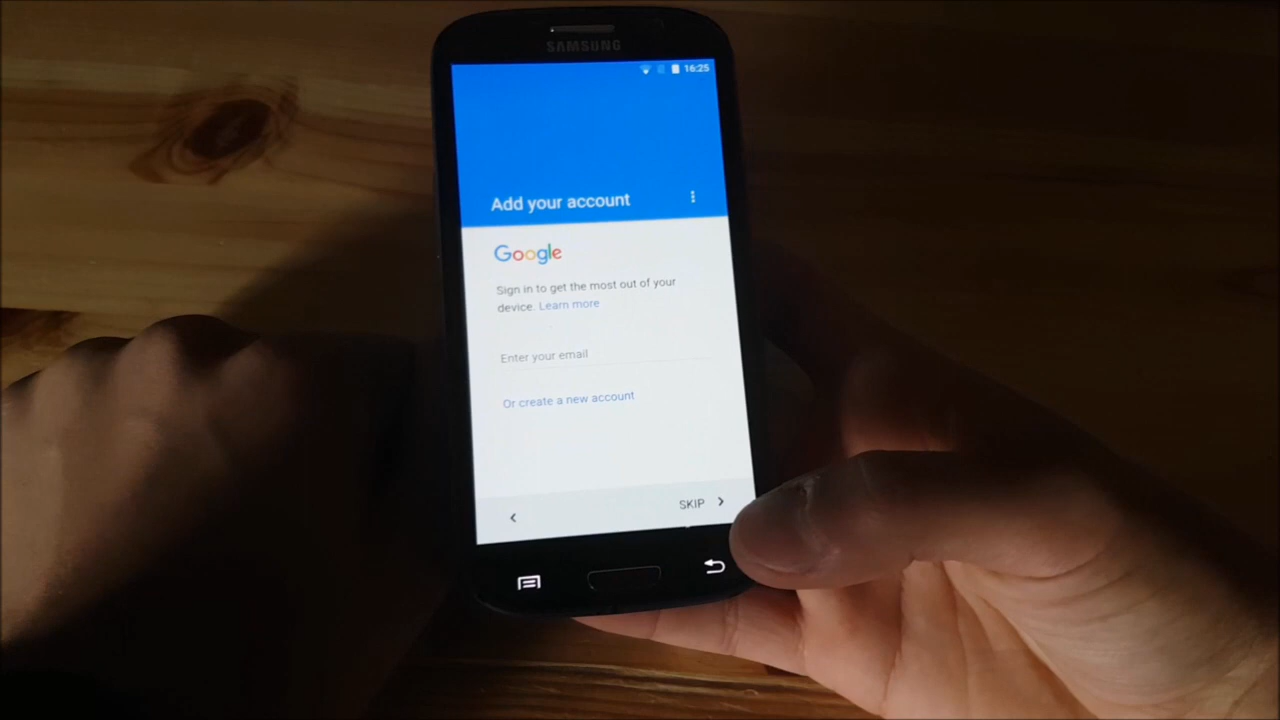 SAMSUNG
16:25
Add your account
Google
Sign in to get the most out of your
device. Learn more
Enter your email
Or create a new account
SKIP